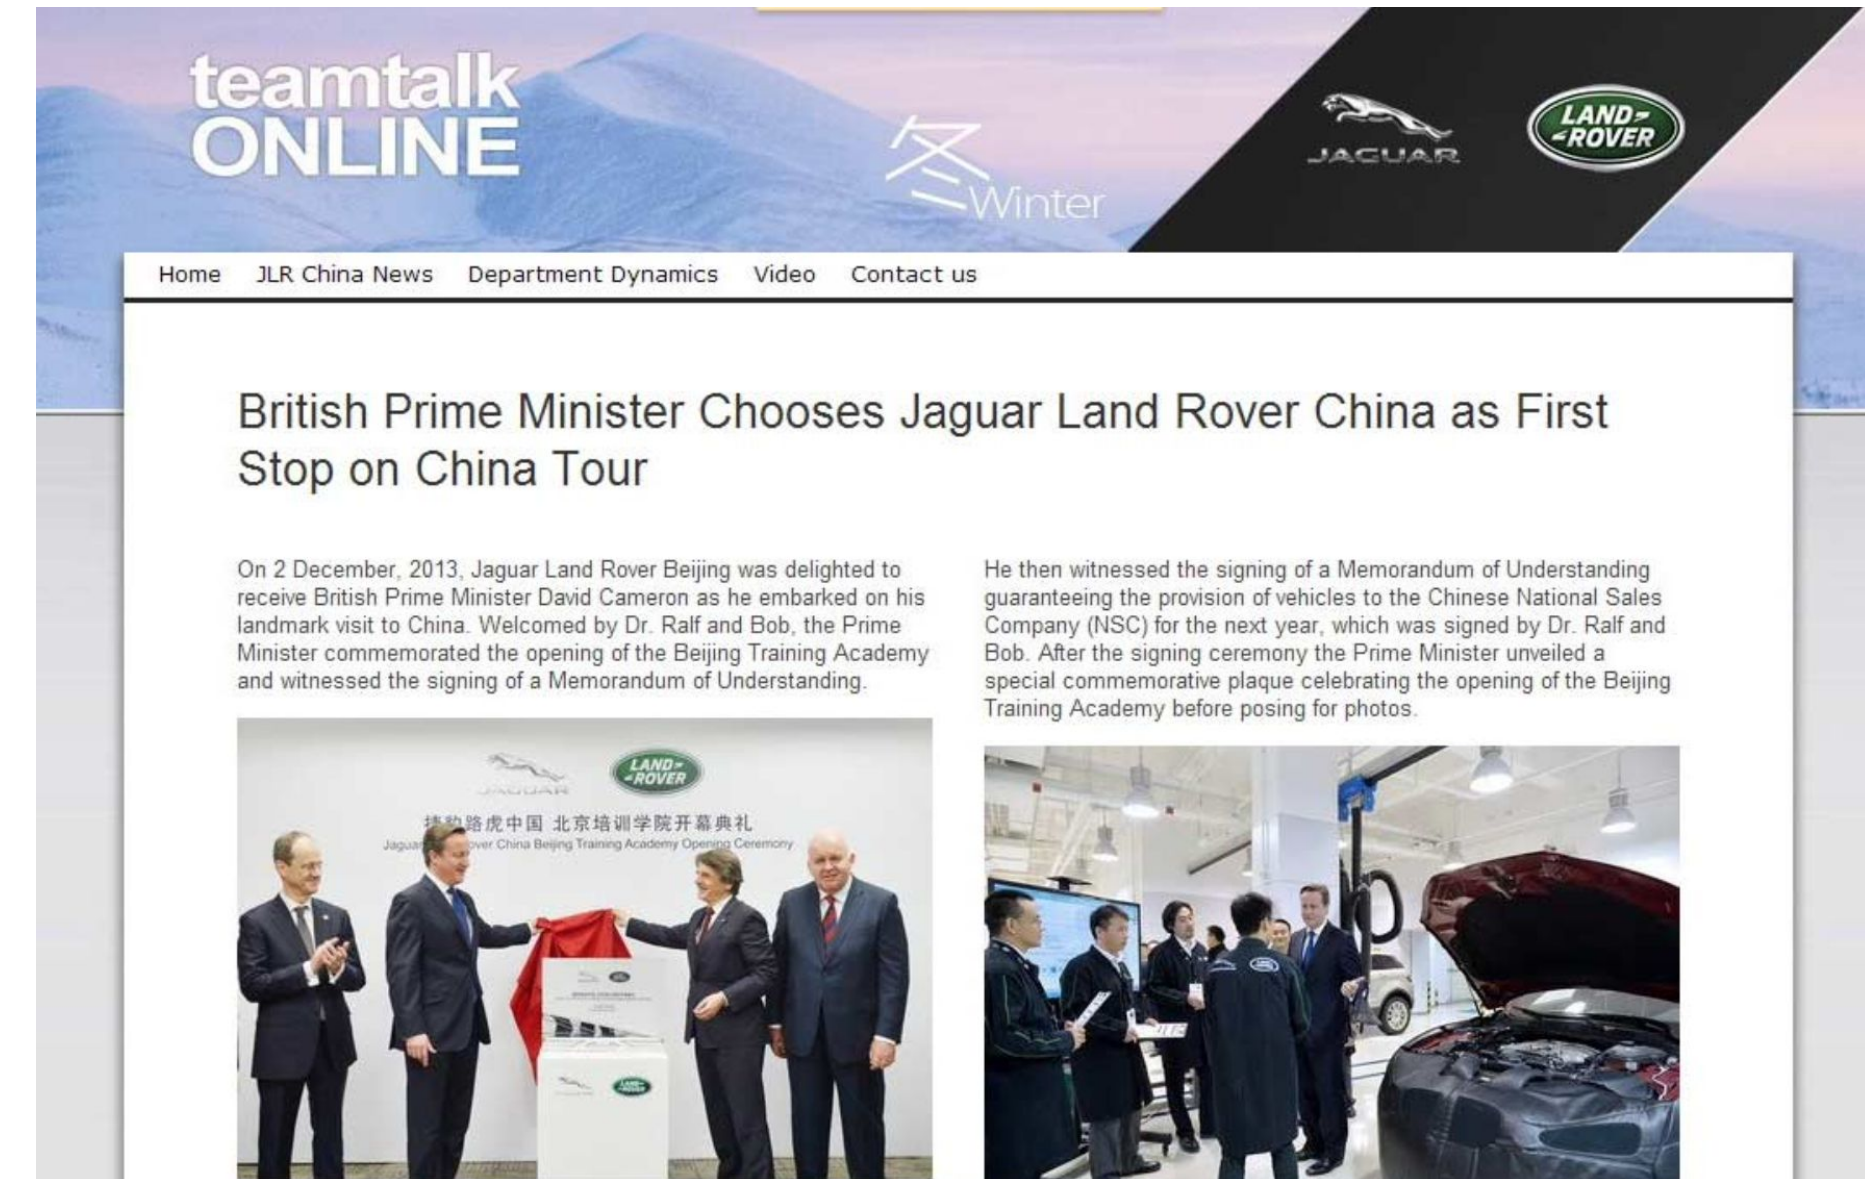 teamtalk
ONLINE
冬
Winter
JAGUAR
LAND-
-ROVER
Home JLR China News Department Dynamics Video Contact us
British Prime Minister Chooses Jaguar Land Rover China as First
Stop on China Tour
On 2 December, 2013, Jaguar Land Rover Beijing was delighted to
receive British Prime Minister David Cameron as he embarked on his
landmark visit to China. Welcomed by Dr. Ralf and Bob, the Prime
Minister commemorated the opening of the Beijing Training Academy
and witnessed the signing of a Memorandum of Understanding.
JAGUAR
LAND-
-ROVER
捷豹路虎中国 北京培训学院开幕典礼
Jaguar over China Beijing Training Academy Opening Ceremony
He then witnessed the signing of a Memorandum of Understanding
guaranteeing the provision of vehicles to the Chinese National Sales
Company (NSC) for the next year, which was signed by Dr. Ralf and
Bob. After the signing ceremony the Prime Minister unveiled a
special commemorative plaque celebrating the opening of the Beijing
Training Academy before posing for photos.